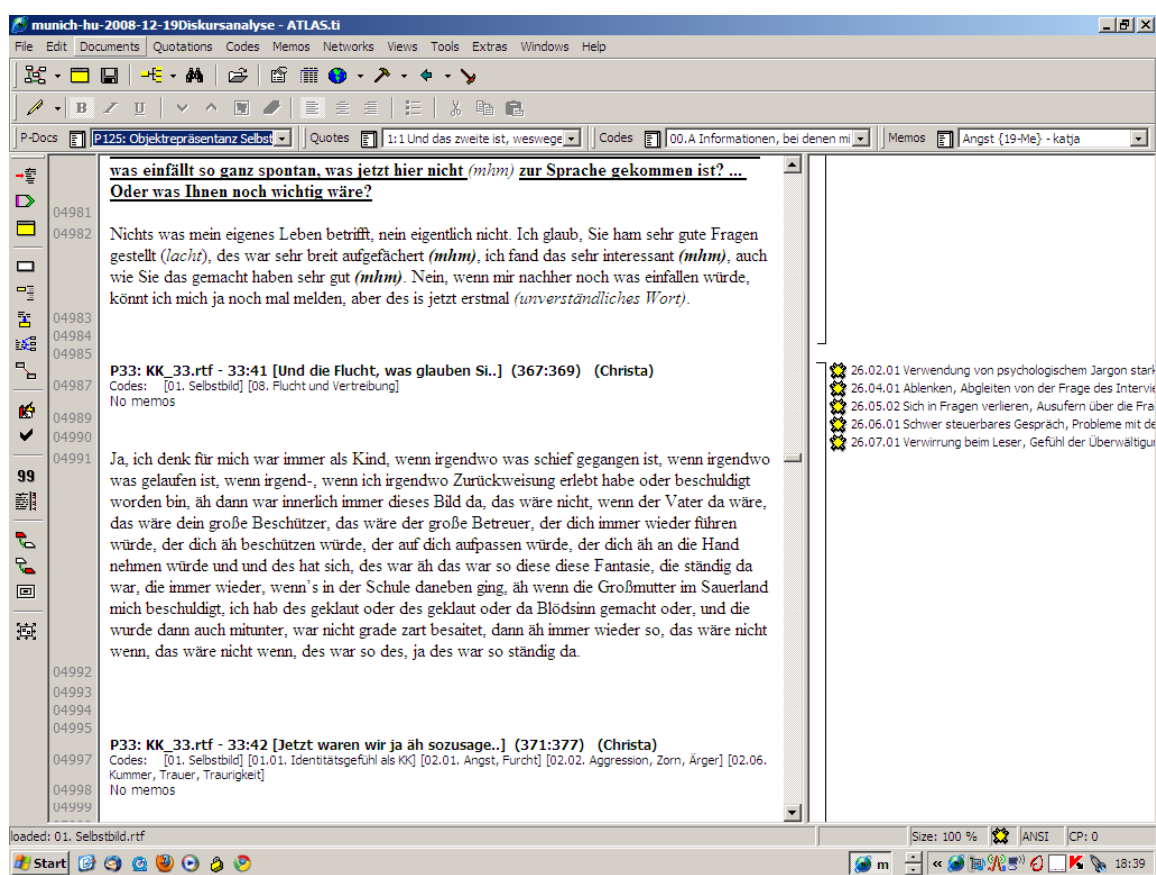 munich-hu-2008-12-19Diskursanalyse - ATLAS.ti
File Edit Documents Quotations Codes Memos Networks Views Tools Extras Windows Help
B I U
P-Docs P125: Objektrepräsentanz Selbst Quotes 1:1 Und das zweite ist, weswege Codes 00.A Informationen, bei denen mi Memos Angst {19-Me} - katja
was einfällt so ganz spontan, was jetzt hier nicht (mhm) zur Sprache gekommen ist? ...
Oder was Ihnen noch wichtig wäre?
04981
04982 Nichts was mein eigenes Leben betrifft, nein eigentlich nicht. Ich glaub, Sie ham sehr gute Fragen
gestellt (lacht), des war sehr breit aufgefächert (mhm), ich fand das sehr interessant (mhm), auch
wie Sie das gemacht haben sehr gut (mhm). Nein, wenn mir nachher noch was einfallen würde,
könnt ich mich ja noch mal melden, aber des is jetzt erstmal (unverständliches Wort).
04983
04984
04985
P33: KK_33.rtf - 33:41 [Und die Flucht, was glauben Si..] (367:369) (Christa)
04987 Codes: [01. Selbstbild] [08. Flucht und Vertreibung]
No memos
04989
04990
04991 Ja, ich denk für mich war immer als Kind, wenn irgendwo was schief gegangen ist, wenn irgendwo
was gelaufen ist, wenn irgend-, wenn ich irgendwo Zurückweisung erlebt habe oder beschuldigt
worden bin, äh dann war innerlich immer dieses Bild da, das wäre nicht, wenn der Vater da wäre,
das wäre dein große Beschützer, das wäre der große Betreuer, der dich immer wieder führen
würde, der dich äh beschützen würde, der auf dich aufpassen würde, der dich äh an die Hand
nehmen würde und und des hat sich, des war äh das war so diese diese Fantasie, die ständig da
war, die immer wieder, wenn's in der Schule daneben ging, äh wenn die Großmutter im Sauerland
mich beschuldigt, ich hab des geklaut oder des geklaut oder da Blödsinn gemacht oder, und die
wurde dann auch mitunter, war nicht grade zart besaitet, dann äh immer wieder so, das wäre nicht
wenn, das wäre nicht wenn, des war so des, ja des war so ständig da.
04992
04993
04994
04995
P33: KK_33.rtf - 33:42 [Jetzt waren wir ja äh sozusage..] (371:377) (Christa)
04997 Codes: [01. Selbstbild] [01.01. Identitätsgefühl als KK] [02.01. Angst, Furcht] [02.02. Aggression, Zorn, Ärger] [02.06.
Kummer, Trauer, Traurigkeit]
04998 No memos
04999
26.02.01 Verwendung von psychologischem Jargon stark
26.04.01 Ablenken, Abgleiten von der Frage des Intervie
26.05.02 Sich in Fragen verlieren, Ausufern über die Fra
26.06.01 Schwer steuerbares Gespräch, Probleme mit de
26.07.01 Verwirrung beim Leser, Gefühl der Überwältigu
loaded: 01. Selbstbild.rtf Size: 100 % ANSI CP: 0
Start m 18:39